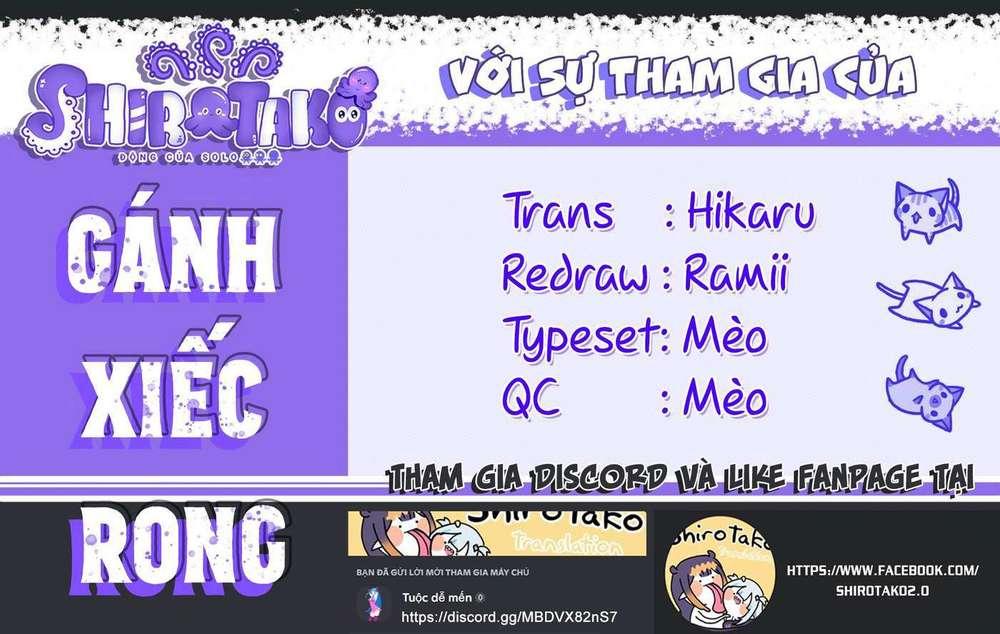 SHIROTAKO
ĐỘNG CỦA SOLO
VỚI SỰ THAM GIA CỦA
GÁNH
XIẾC
RONG
Trans : Hikaru
Redraw : Ramii
Typeset: Mèo
QC : Mèo
THAM GIA DISCORD VÀ LIKE FANPAGE TẠI
ShiroTako
Translation
BẠN ĐÃ GỬI LỜI MỜI THAM GIA MÁY CHỦ
Tuộc dễ mến
https://discord.gg/MBDVX82nS7
ShiroTako
Translation
HTTPS://WWW.FACEBOOK.COM/
SHIROTAKO2.0